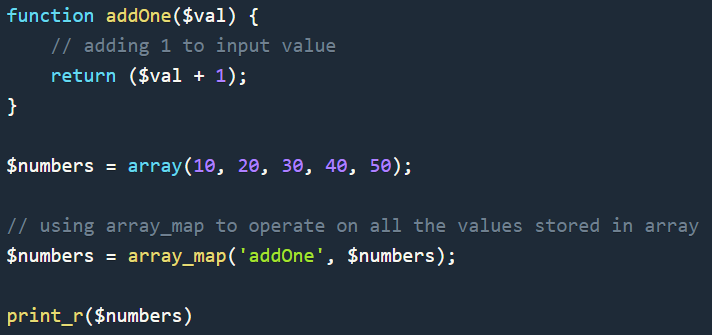 function addOne($val) {
// adding 1 to input value
return ($val + 1);
}
$numbers = array(10, 20, 30, 40, 50);
// using array_map to operate on all the values stored in array
$numbers = array_map('addOne', $numbers);
print_r($numbers)